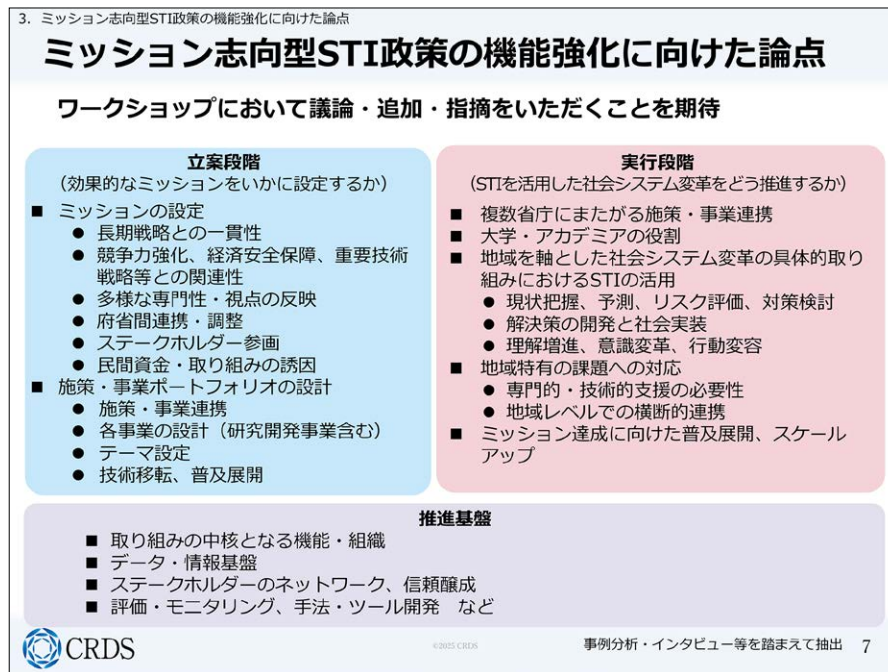 3. ミッション志向型STI政策の機能強化に向けた論点
ミッション志向型STI政策の機能強化に向けた論点
ワークショップにおいて議論・追加・指摘をいただくことを期待
立案段階
（効果的なミッションをいかに設定するか）
■ ミッションの設定
● 長期戦略との一貫性
● 競争力強化、経済安全保障、重要技術
戦略等との関連性
● 多様な専門性・視点の反映
● 府省間連携・調整
● ステークホルダー参画
● 民間資金・取り組みの誘因
■ 施策・事業ポートフォリオの設計
● 施策・事業連携
● 各事業の設計（研究開発事業含む）
● テーマ設定
● 技術移転、普及展開
実行段階
（STIを活用した社会システム変革をどう推進するか）
■ 複数省庁にまたがる施策・事業連携
■ 大学・アカデミアの役割
■ 地域を軸とした社会システム変革の具体的取り
組みにおけるSTIの活用
● 現状把握、予測、リスク評価、対策検討
● 解決策の開発と社会実装
● 理解増進、意識変革、行動変容
■ 地域特有の課題への対応
● 専門的・技術的支援の必要性
● 地域レベルでの横断的連携
■ ミッション達成に向けた普及展開、スケール
アップ
推進基盤
■ 取り組みの中核となる機能・組織
■ データ・情報基盤
■ ステークホルダーのネットワーク、信頼醸成
■ 評価・モニタリング、手法・ツール開発 など
CRDS
©2025 CRDS
事例分析・インタビュー等を踏まえて抽出 7